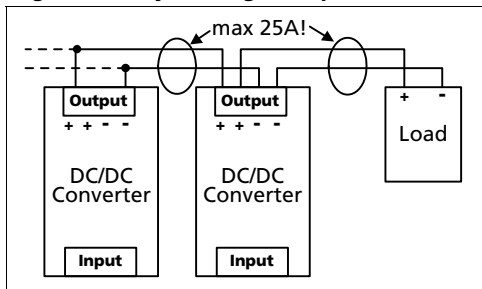 max 25A!
Output
+ + - -
DC/DC
Converter
Input
Output
+ + - -
DC/DC
Converter
Input
+ -
Load